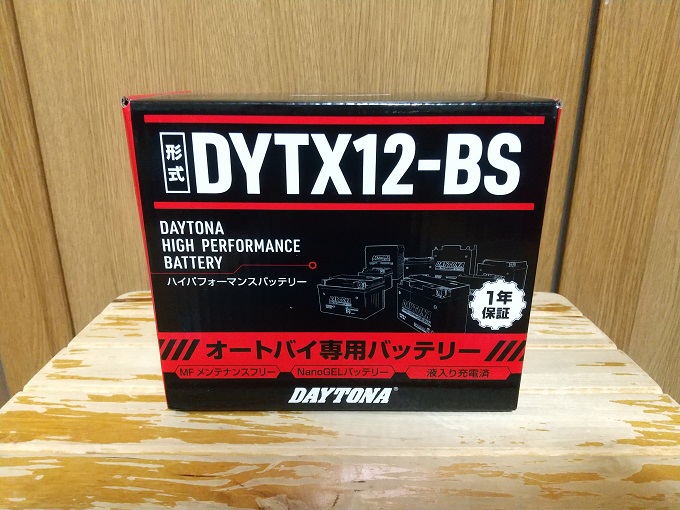 形式 DYTX12-BS
DAYTONA
HIGH PERFORMANCE
BATTERY
ハイパフォーマンスバッテリー
DAYTONA
1年
保証
オートバイ専用バッテリー
MF メンテナンスフリー NanoGELバッテリー 液入り充電済
DAYTONA®